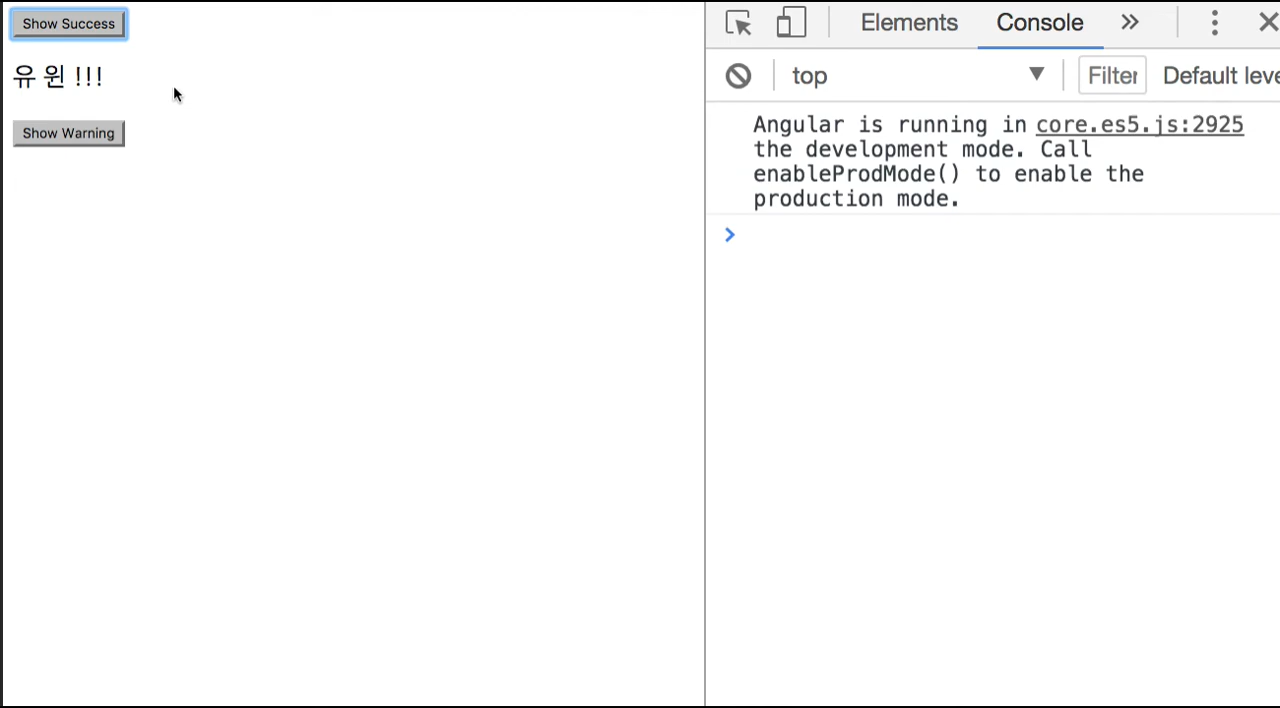 Show Success
유 윈 !!!
Show Warning
Elements Console
top Filter Default leve
Angular is running in core.es5.js:2925
the development mode. Call
enableProdMode() to enable the
production mode.